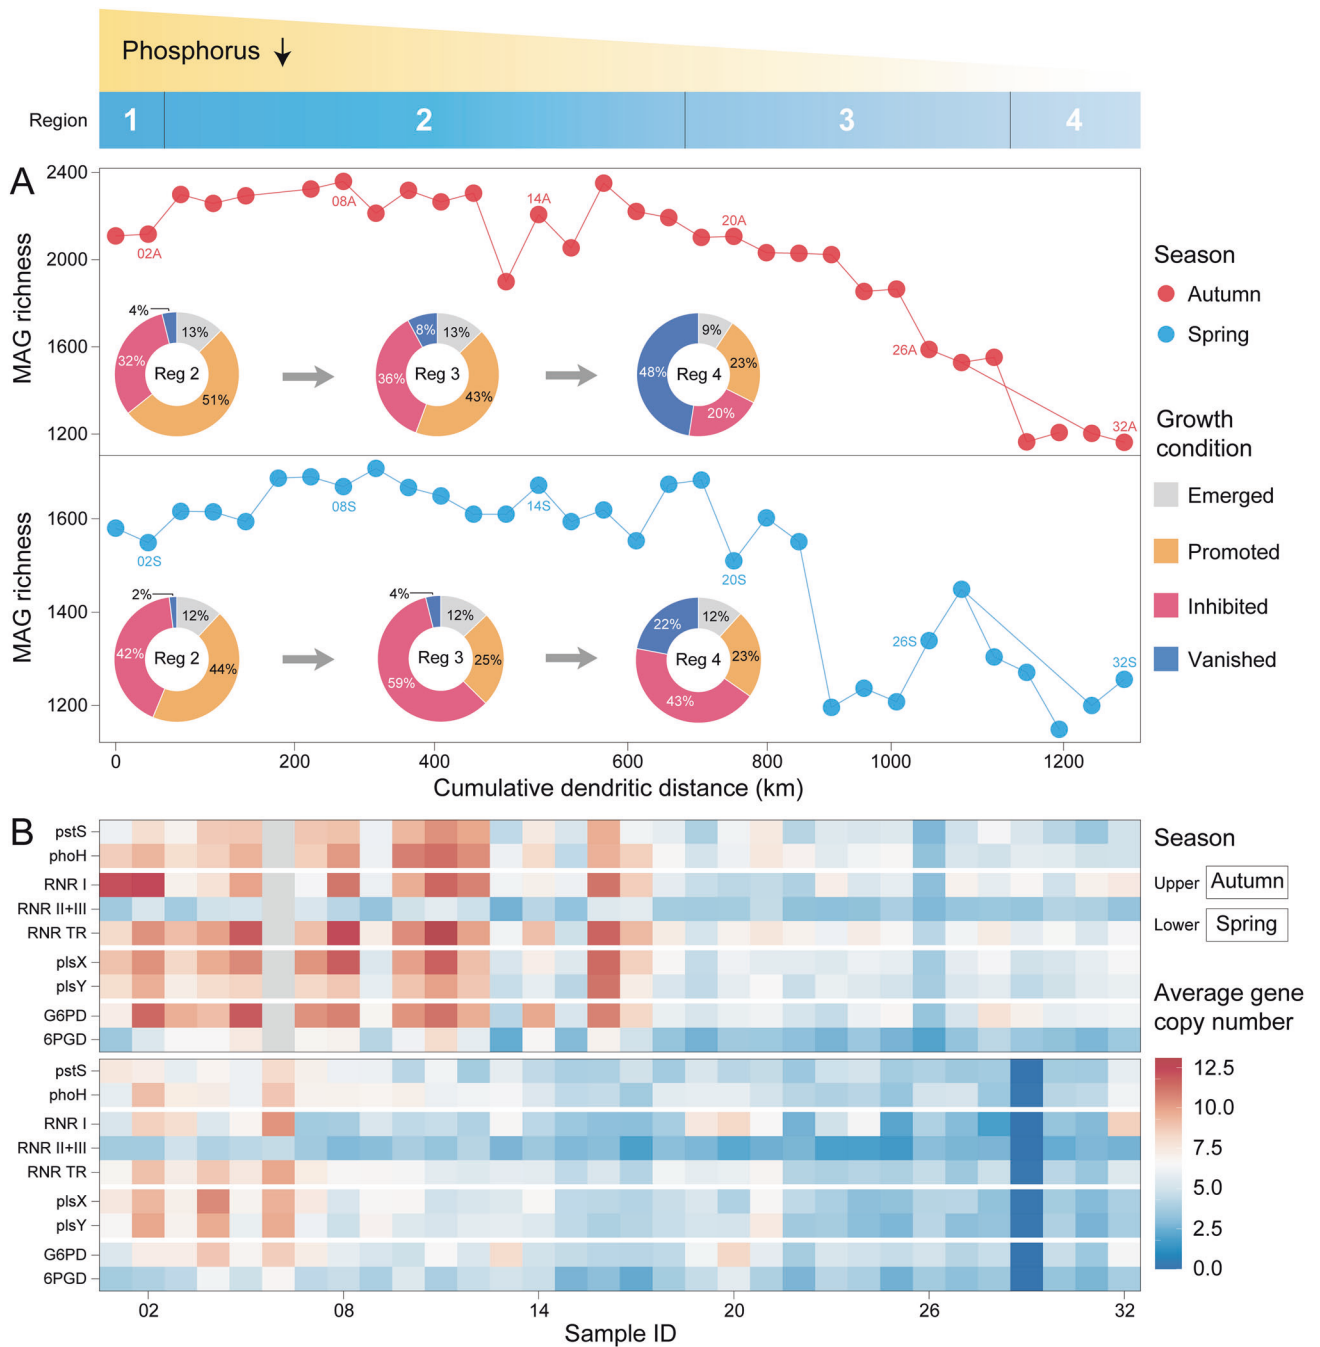 Phosphorus ↓
Region 1 2 3 4
A
MAG richness
2400
2000
1600
1200
02A
08A
14A
20A
26A
32A
4%
13%
32%
51%
Reg 2
8%
13%
36%
43%
Reg 3
9%
48%
23%
20%
Reg 4
MAG richness
1600
1400
1200
02S
08S
14S
20S
26S
32S
2%
12%
42%
44%
Reg 2
4%
12%
25%
59%
Reg 3
22%
12%
23%
43%
Reg 4
0 200 400 600 800 1000 1200
Cumulative dendritic distance (km)
Season
Autumn
Spring
Growth
condition
Emerged
Promoted
Inhibited
Vanished
B
pstS
phoH
RNR I
RNR II+III
RNR TR
plsX
plsY
G6PD
6PGD
pstS
phoH
RNR I
RNR II+III
RNR TR
plsX
plsY
G6PD
6PGD
02 08 14 20 26 32
Sample ID
Season
Upper Autumn
Lower Spring
Average gene
copy number
12.5
10.0
7.5
5.0
2.5
0.0